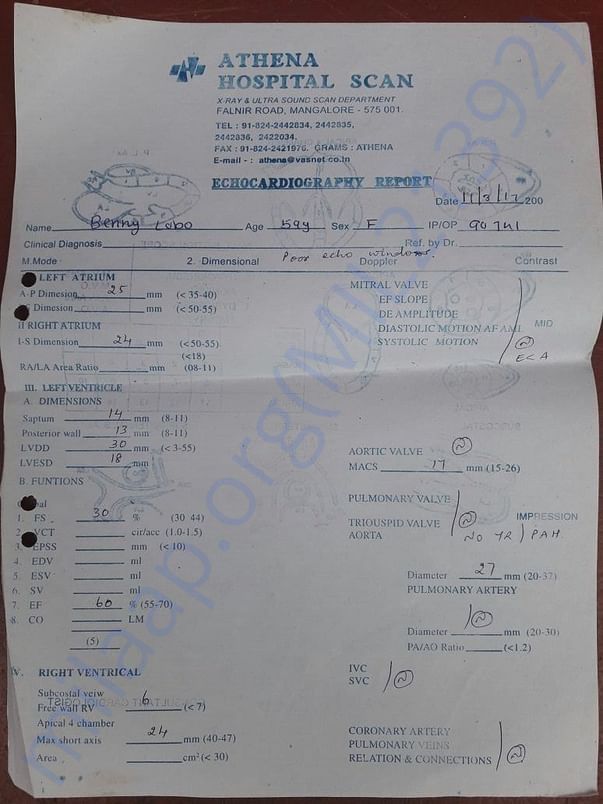 ATHENA
HOSPITAL SCAN
X-RAY & ULTRA SOUND SCAN DEPARTMENT
FALNIR ROAD, MANGALORE - 575 001.
TEL : 91-824-2442834, 2442835,
2442836, 2422034.
FAX : 91-824-2421976. GRAMS : ATHENA
E-mail - : athena@vasnet.co.in
ECHOCARDIOGRAPHY REPORT
Date 11/3/17 200
Name Benny Lobo Age 59y Sex F IP/OP
Clinical Diagnosis Ref. by Dr.
M.Mode 2. Dimensional Poor echo window Doppler Contrast
LEFT ATRIUM
A-P Dimesion 25 mm (< 35-40)
Dimesion mm (< 50-55)
II RIGHT ATRIUM
I-S Dimension 24 mm (<50-55)
(<18)
RA/LA Area Ratio mm (08-11)
MITRAL VALVE
EF SLOPE
DE AMPLITUDE
DIASTOLIC MOTION AF AML MID
SYSTOLIC MOTION
E<A
III. LEFT VENTRICLE
A. DIMENSIONS
Saptum 14 mm (8-11)
Posterior wall 13 mm (8-11)
LVDD 30 mm (< 3-55)
LVESD 18 mm
B. FUNTIONS
1. FS 30 % (30 44)
2. VCT cir/acc (1.0-1.5)
3. EPSS mm (< 10)
4. EDV ml
5. ESV ml
6. SV ml
7. EF 60 % (55-70)
8. CO LM
(5)
AORTIC VALVE
MACS 17 mm (15-26)
PULMONARY VALVE
TRIOUSPID VALVE IMPRESSION
AORTA No YR / PAH
Diameter 27 mm (20-37)
PULMONARY ARTERY
Diameter mm (20-30)
PA/AO Ratio (<1.2)
IV. RIGHT VENTRICAL
Subcostal veiw
Free wall RV 6 (< 7)
Apical 4 chamber
Max short axis 24 mm (40-47)
Area cm² (< 30)
IVC
SVC
CORONARY ARTERY
PULMONARY VEINS
RELATION & CONNECTIONS